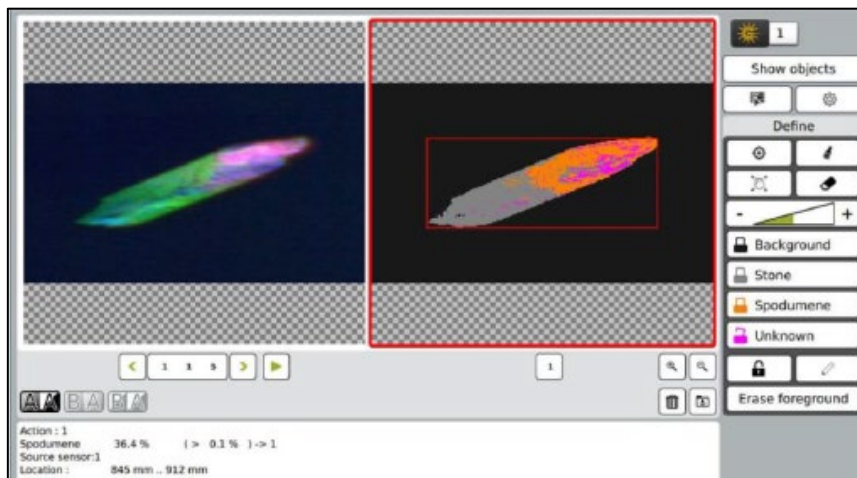 1
Show objects
Define
- +
Background
Stone
Spodumene
Unknown
1 1 9
1
Erase foreground
A A B A B A
Action : 1
Spodumene 36.4 % ( > 0.1 % )-> 1
Source sensor:1
Location : 845 mm .. 912 mm